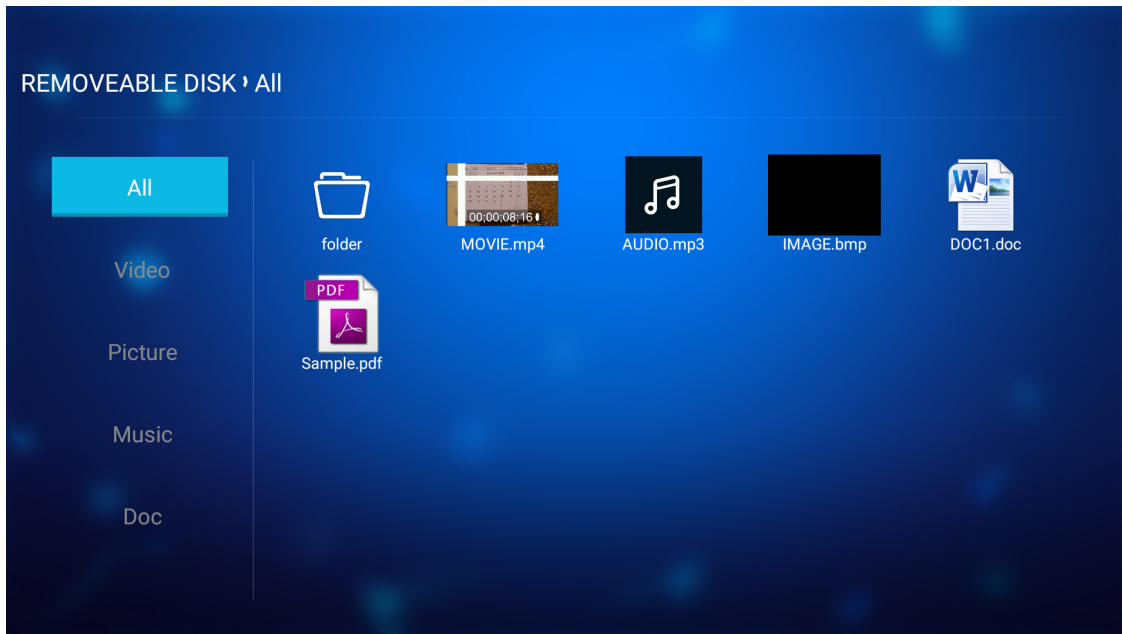 REMOVEABLE DISK All
All
Video
Picture
Music
Doc
folder
00;00;08;16
MOVIE.mp4
AUDIO.mp3
IMAGE.bmp
W
DOC1.doc
PDF
Sample.pdf